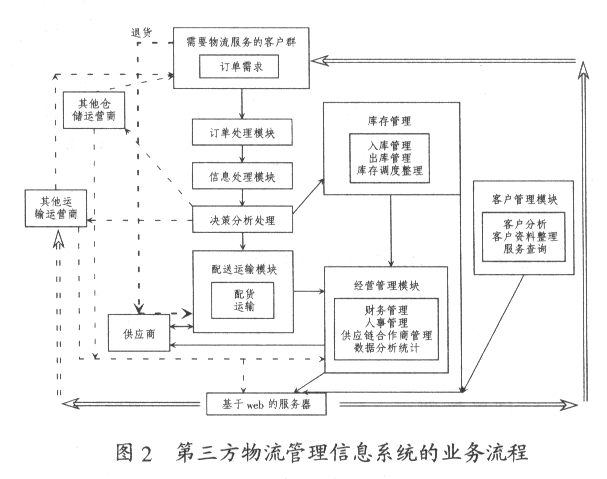 退货
需要物流服务的客户群
订单需求
其他仓
储运营商
订单处理模块
信息处理模块
决策分析处理
其他运
输运营商
库存管理
入库管理
出库管理
库存调度整理
客户管理模块
客户分析
客户资料整理
服务查询
配送运输模块
配货
运输
经营管理模块
财务管理
人事管理
供应链合作商管理
数据分析统计
供应商
基于web的服务器
图2 第三方物流管理信息系统的业务流程